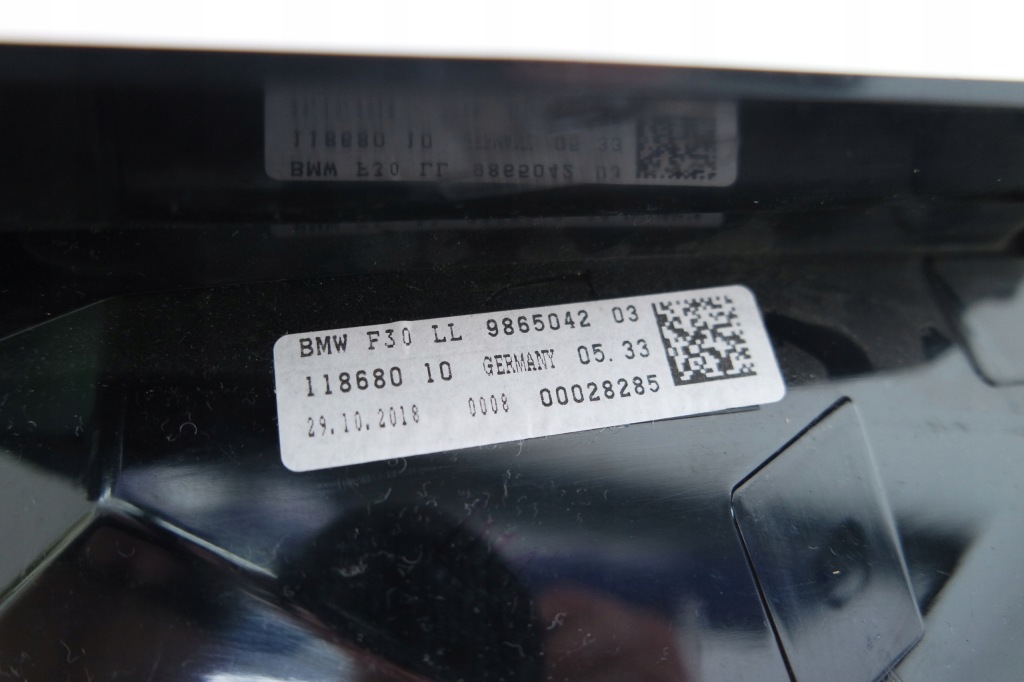 BMW F30 LL 9865042 03
118680 10 GERMANY 05.33
29.10.2018 0008 00028285